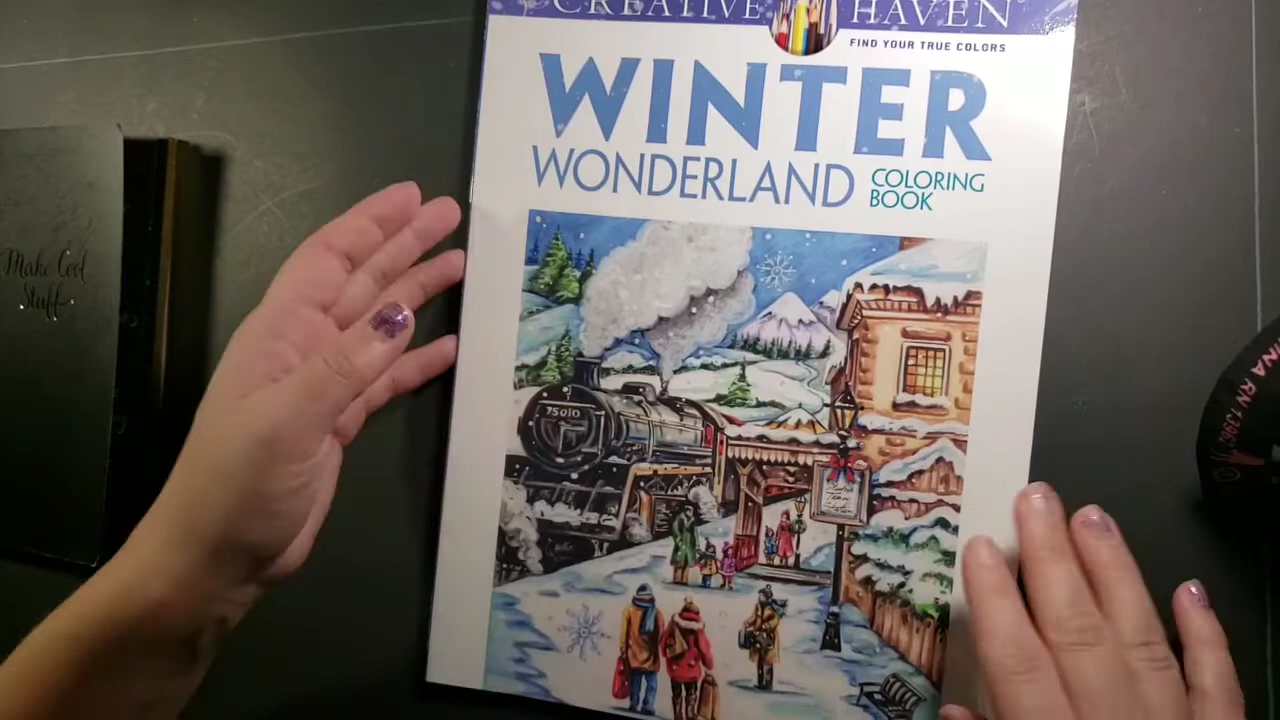 CREATIVE HAVEN
FIND YOUR TRUE COLORS
WINTER
WONDERLAND
COLORING
BOOK
Make Cool
Stuff
75010